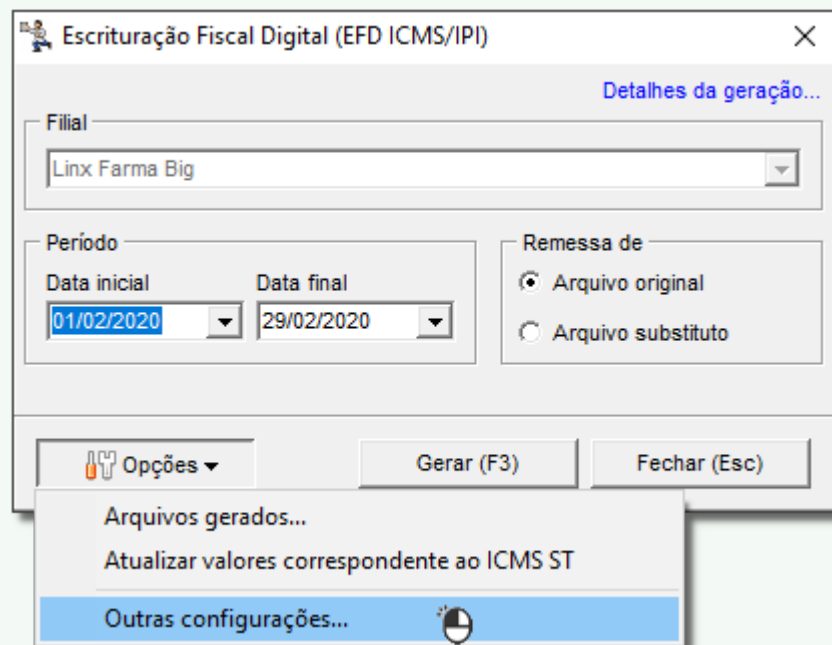 Escrituração Fiscal Digital (EFD ICMS/IPI)
Detalhes da geração...
Filial
Linx Farma Big
Período
Data inicial Data final
01/02/2020 29/02/2020
Remessa de
Arquivo original
Arquivo substituto
Opções Gerar (F3) Fechar (Esc)
Arquivos gerados...
Atualizar valores correspondente ao ICMS ST
Outras configurações...